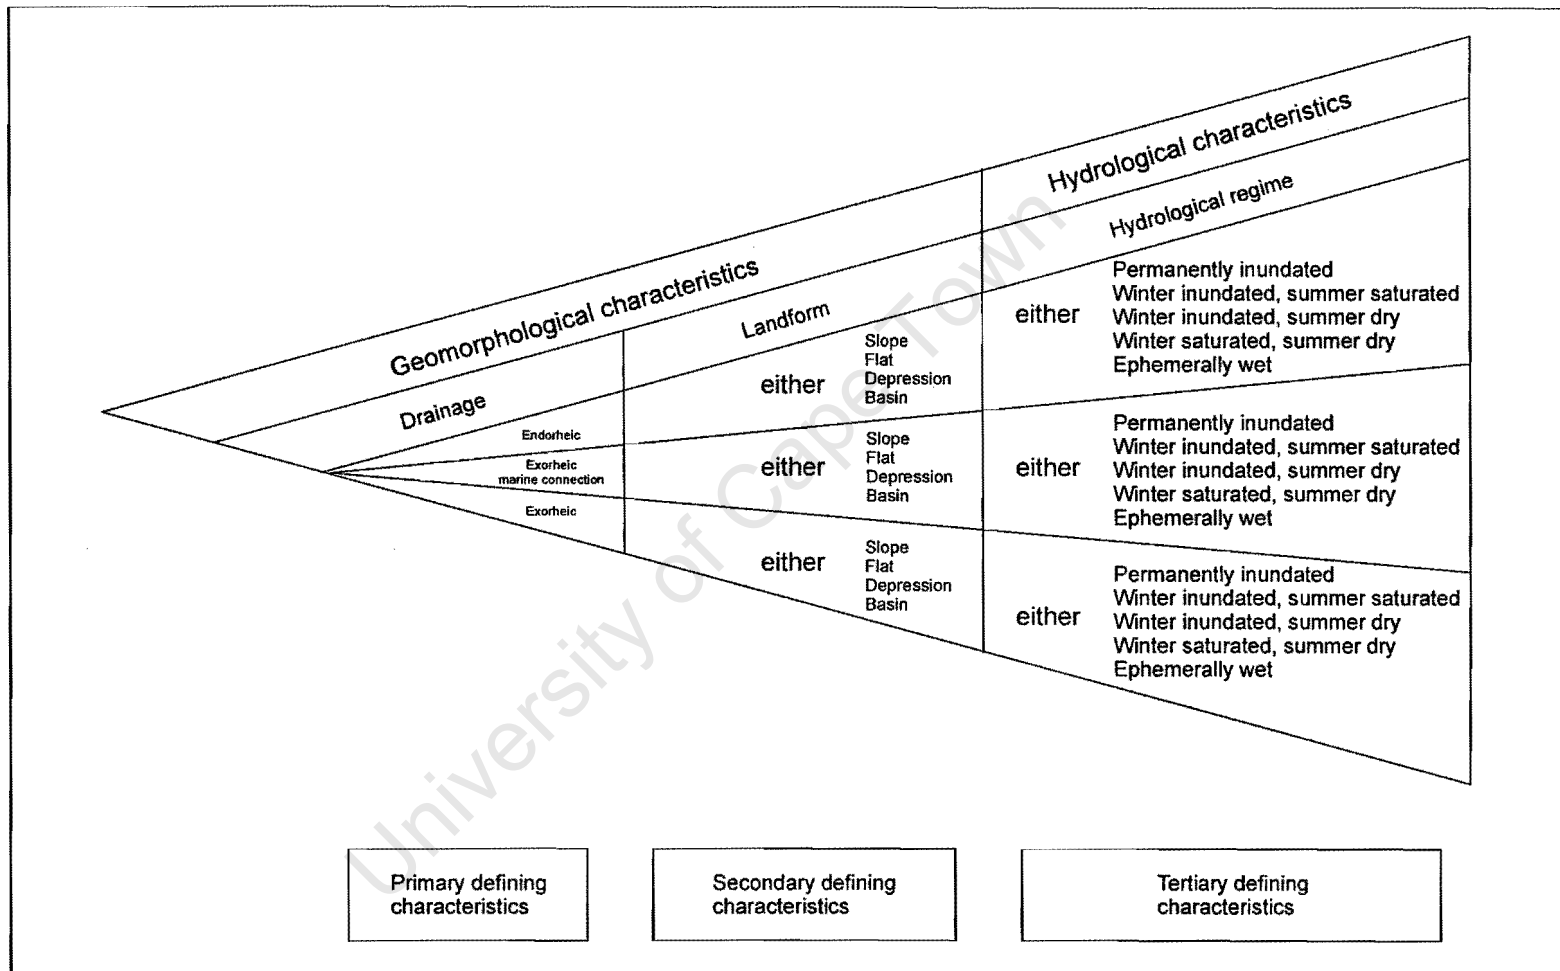 Geomorphological characteristics
Hydrological characteristics
Drainage
Landform
Hydrological regime
Endorheic
Exorheic
marine connection
Exorheic
either
Slope
Flat
Depression
Basin
either
Slope
Flat
Depression
Basin
either
Slope
Flat
Depression
Basin
either
Permanently inundated
Winter inundated, summer saturated
Winter inundated, summer dry
Winter saturated, summer dry
Ephemerally wet
either
Permanently inundated
Winter inundated, summer saturated
Winter inundated, summer dry
Winter saturated, summer dry
Ephemerally wet
either
Permanently inundated
Winter inundated, summer saturated
Winter inundated, summer dry
Winter saturated, summer dry
Ephemerally wet
Primary defining
characteristics
Secondary defining
characteristics
Tertiary defining
characteristics
University of Cape Town